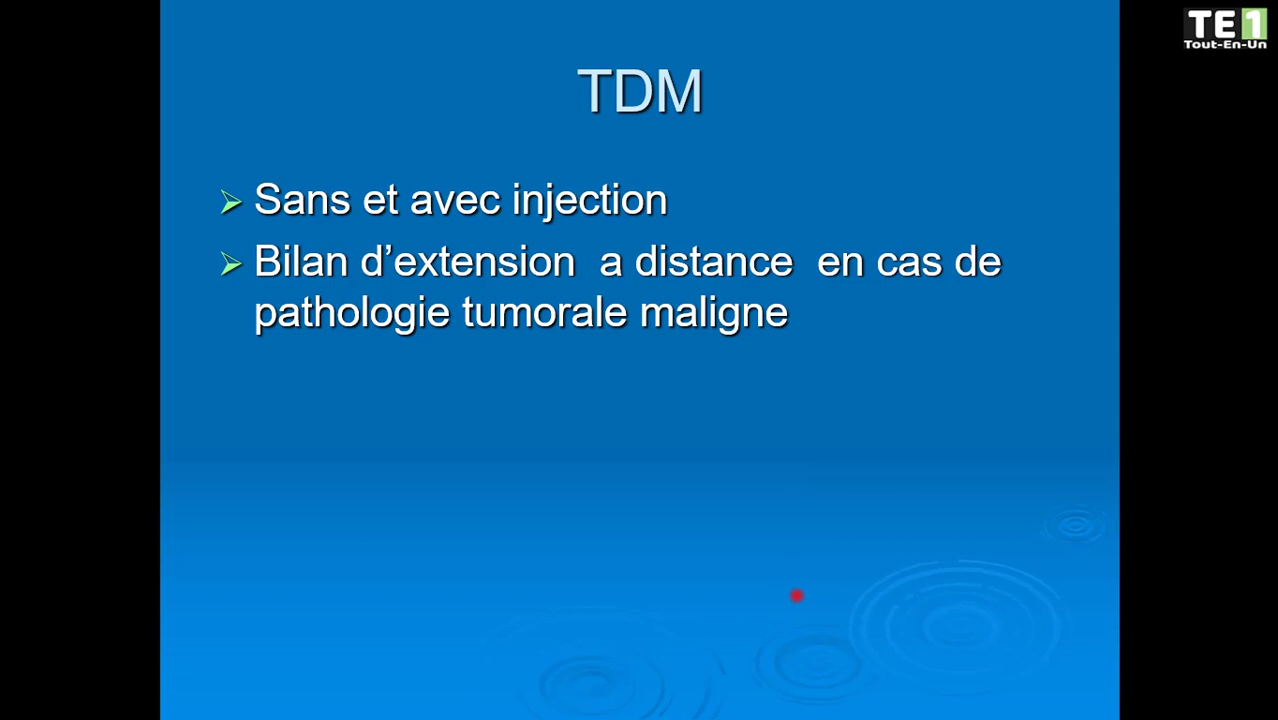 TE1
Tout-En-Un
TDM
Sans et avec injection
Bilan d’extension a distance en cas de
pathologie tumorale maligne